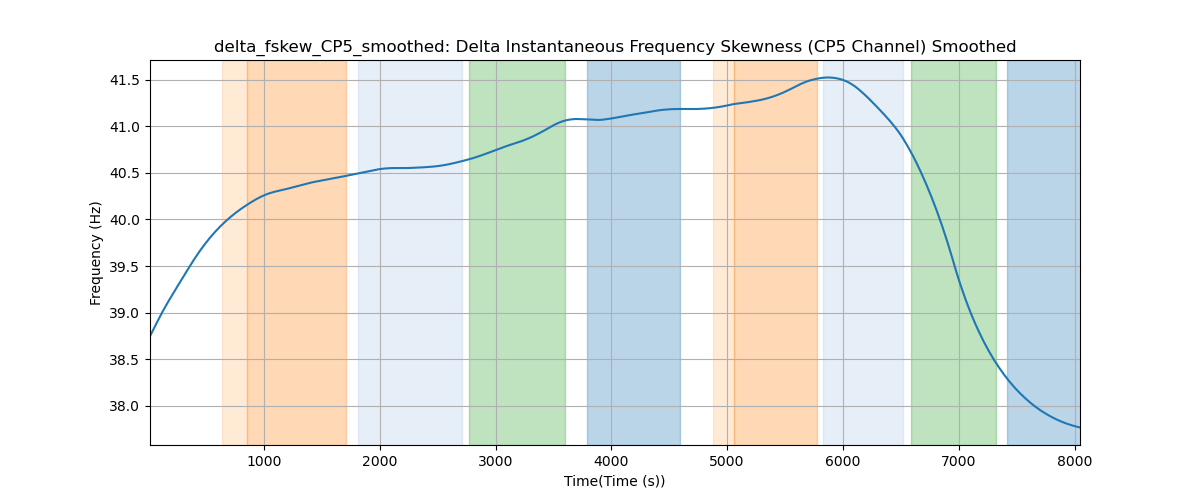 delta_fskew_CP5_smoothed: Delta Instantaneous Frequency Skewness (CP5 Channel) Smoothed
Frequency (Hz)
41.5
41.0
40.5
40.0
39.5
39.0
38.5
38.0
1000 2000 3000 4000 5000 6000 7000 8000
Time(Time (s))